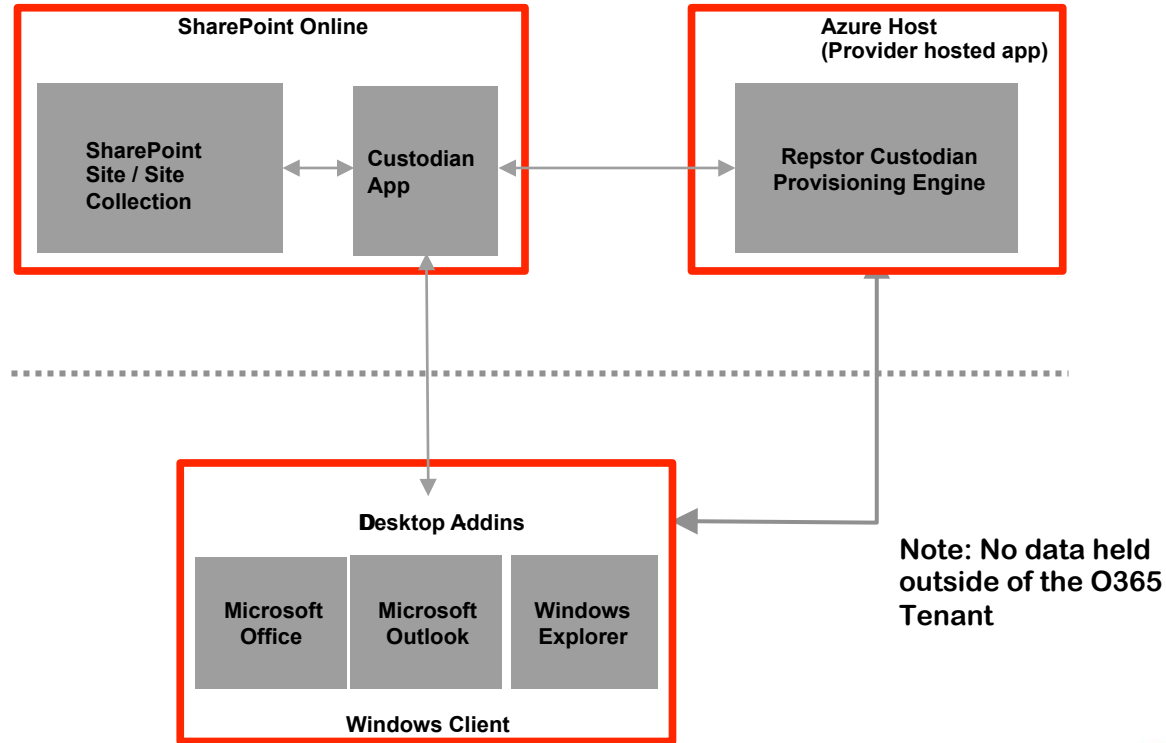 SharePoint Online
Azure Host
(Provider hosted app)
SharePoint
Site / Site
Collection
Custodian
App
Repstor Custodian
Provisioning Engine
Desktop Addins
Microsoft
Office
Microsoft
Outlook
Windows
Explorer
Windows Client
Note: No data held
outside of the O365
Tenant